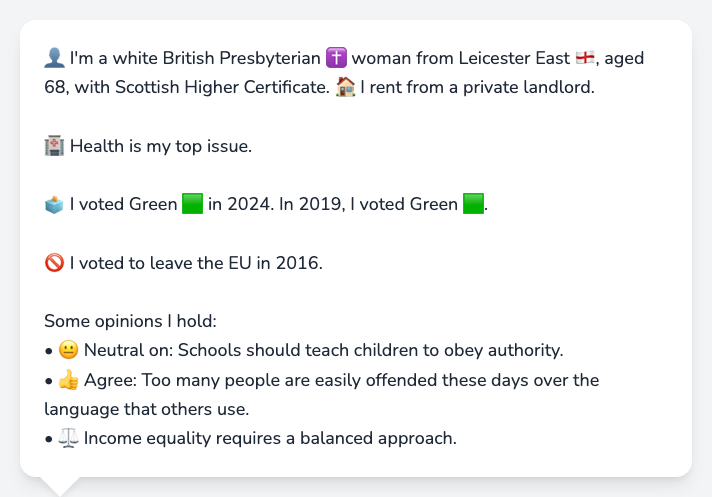 👤 I'm a white British Presbyterian ✝️ woman from Leicester East 🏴󠁧󠁢󠁥󠁮󠁧󠁿, aged
68, with Scottish Higher Certificate. 🏠 I rent from a private landlord.
🏥 Health is my top issue.
🗳️ I voted Green 🟩 in 2024. In 2019, I voted Green 🟩.
🚫 I voted to leave the EU in 2016.
Some opinions I hold:
• 😐 Neutral on: Schools should teach children to obey authority.
• 👍 Agree: Too many people are easily offended these days over the
language that others use.
• ⚖️ Income equality requires a balanced approach.